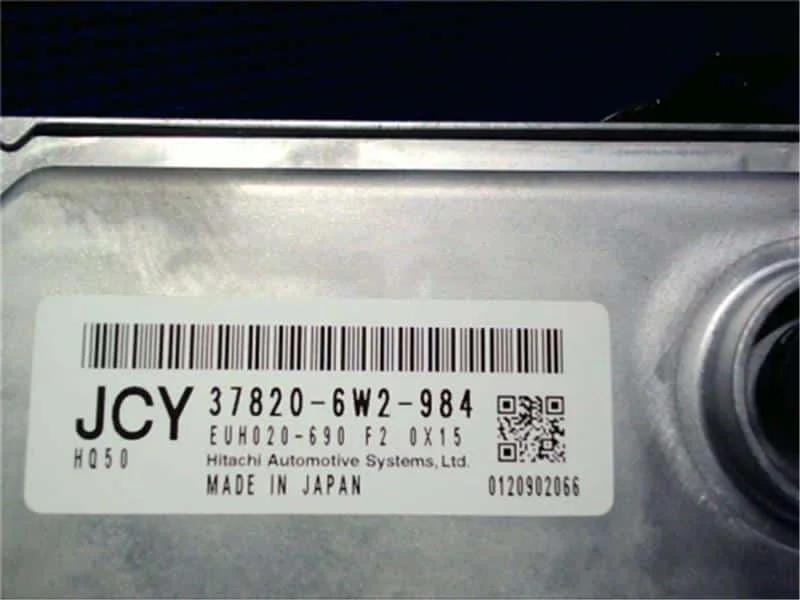 JCY 37820-6W2-984
EUH020-690 F2 0X15
HQ50 Hitachi Automotive Systems, Ltd.
MADE IN JAPAN 0120902066